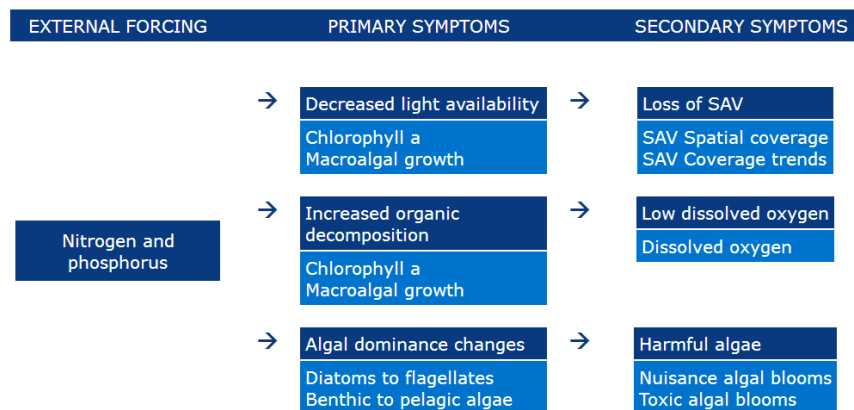 EXTERNAL FORCING
PRIMARY SYMPTOMS
SECONDARY SYMPTOMS
→
Decreased light availability
→
Loss of SAV
Chlorophyll a
Macroalgal growth
SAV Spatial coverage
SAV Coverage trends
Nitrogen and
phosphorus
→
Increased organic
decomposition
→
Low dissolved oxygen
Chlorophyll a
Macroalgal growth
Dissolved oxygen
→
Algal dominance changes
→
Harmful algae
Diatoms to flagellates
Benthic to pelagic algae
Nuisance algal blooms
Toxic algal blooms